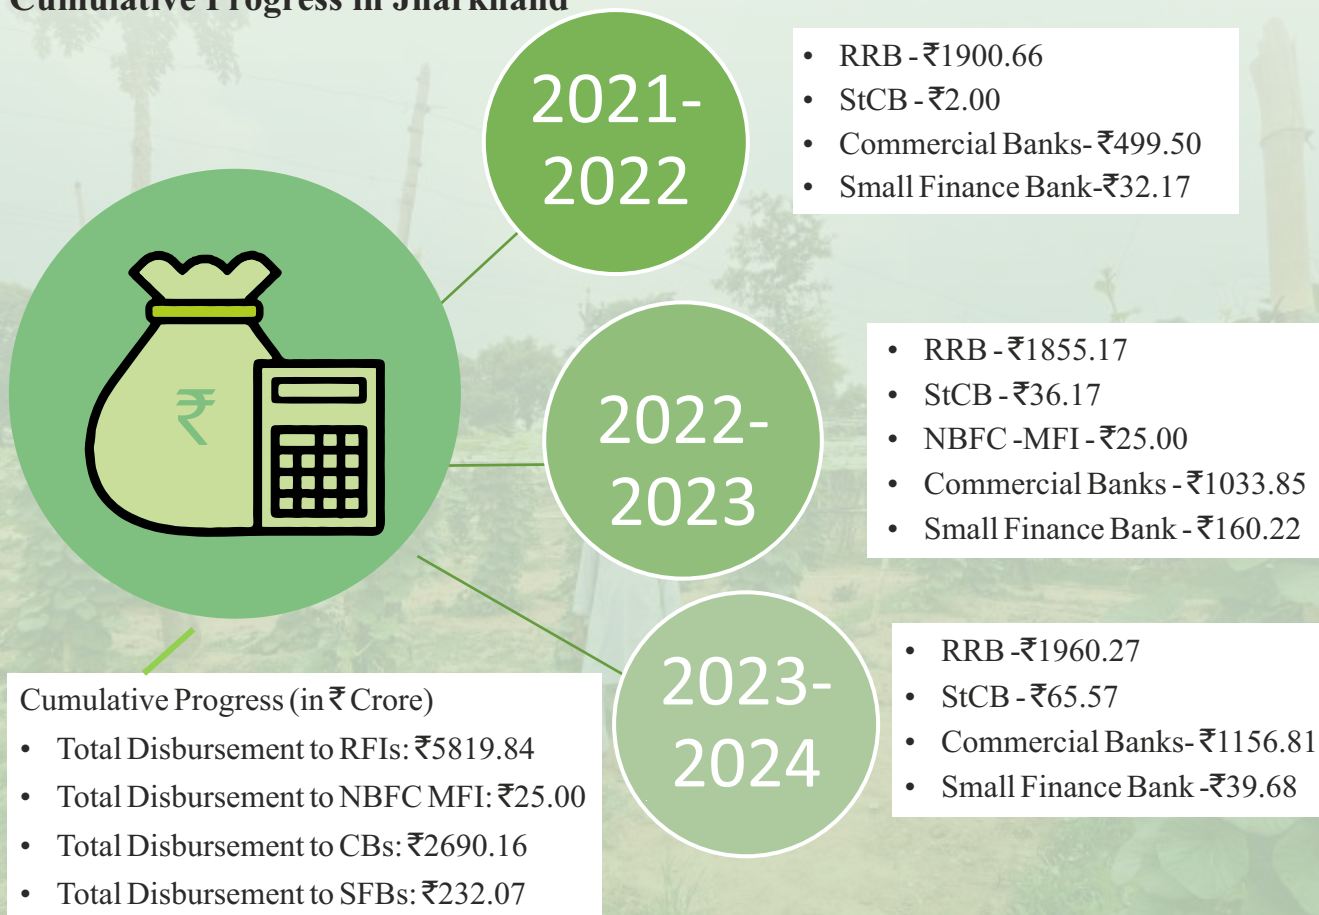 Cumulative Progress in Jharkhand
2021-
2022
• RRB - ₹1900.66
• StCB - ₹2.00
• Commercial Banks- ₹499.50
• Small Finance Bank-₹32.17
₹
2022-
2023
• RRB - ₹1855.17
• StCB - ₹36.17
• NBFC -MFI - ₹25.00
• Commercial Banks - ₹1033.85
• Small Finance Bank - ₹160.22
2023-
2024
• RRB -₹1960.27
• StCB - ₹65.57
• Commercial Banks- ₹1156.81
• Small Finance Bank -₹39.68
Cumulative Progress (in ₹ Crore)
• Total Disbursement to RFIs: ₹5819.84
• Total Disbursement to NBFC MFI: ₹25.00
• Total Disbursement to CBs: ₹2690.16
• Total Disbursement to SFBs: ₹232.07